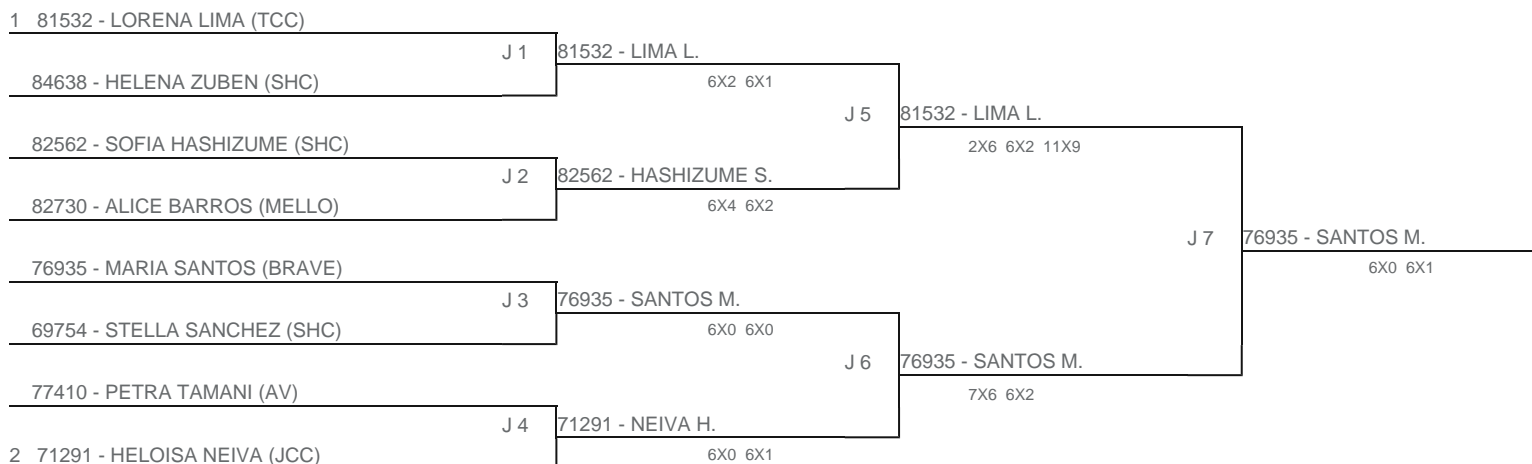 1 81532 - LORENA LIMA (TCC)
J 1
81532 - LIMA L.
84638 - HELENA ZUBEN (SHC)
6X2 6X1
J 5
81532 - LIMA L.
82562 - SOFIA HASHIZUME (SHC)
2X6 6X2 11X9
J 2
82562 - HASHIZUME S.
82730 - ALICE BARROS (MELLO)
6X4 6X2
J 7
76935 - SANTOS M.
76935 - MARIA SANTOS (BRAVE)
6X0 6X1
J 3
76935 - SANTOS M.
69754 - STELLA SANCHEZ (SHC)
6X0 6X0
J 6
76935 - SANTOS M.
77410 - PETRA TAMANI (AV)
7X6 6X2
J 4
71291 - NEIVA H.
2 71291 - HELOISA NEIVA (JCC)
6X0 6X1